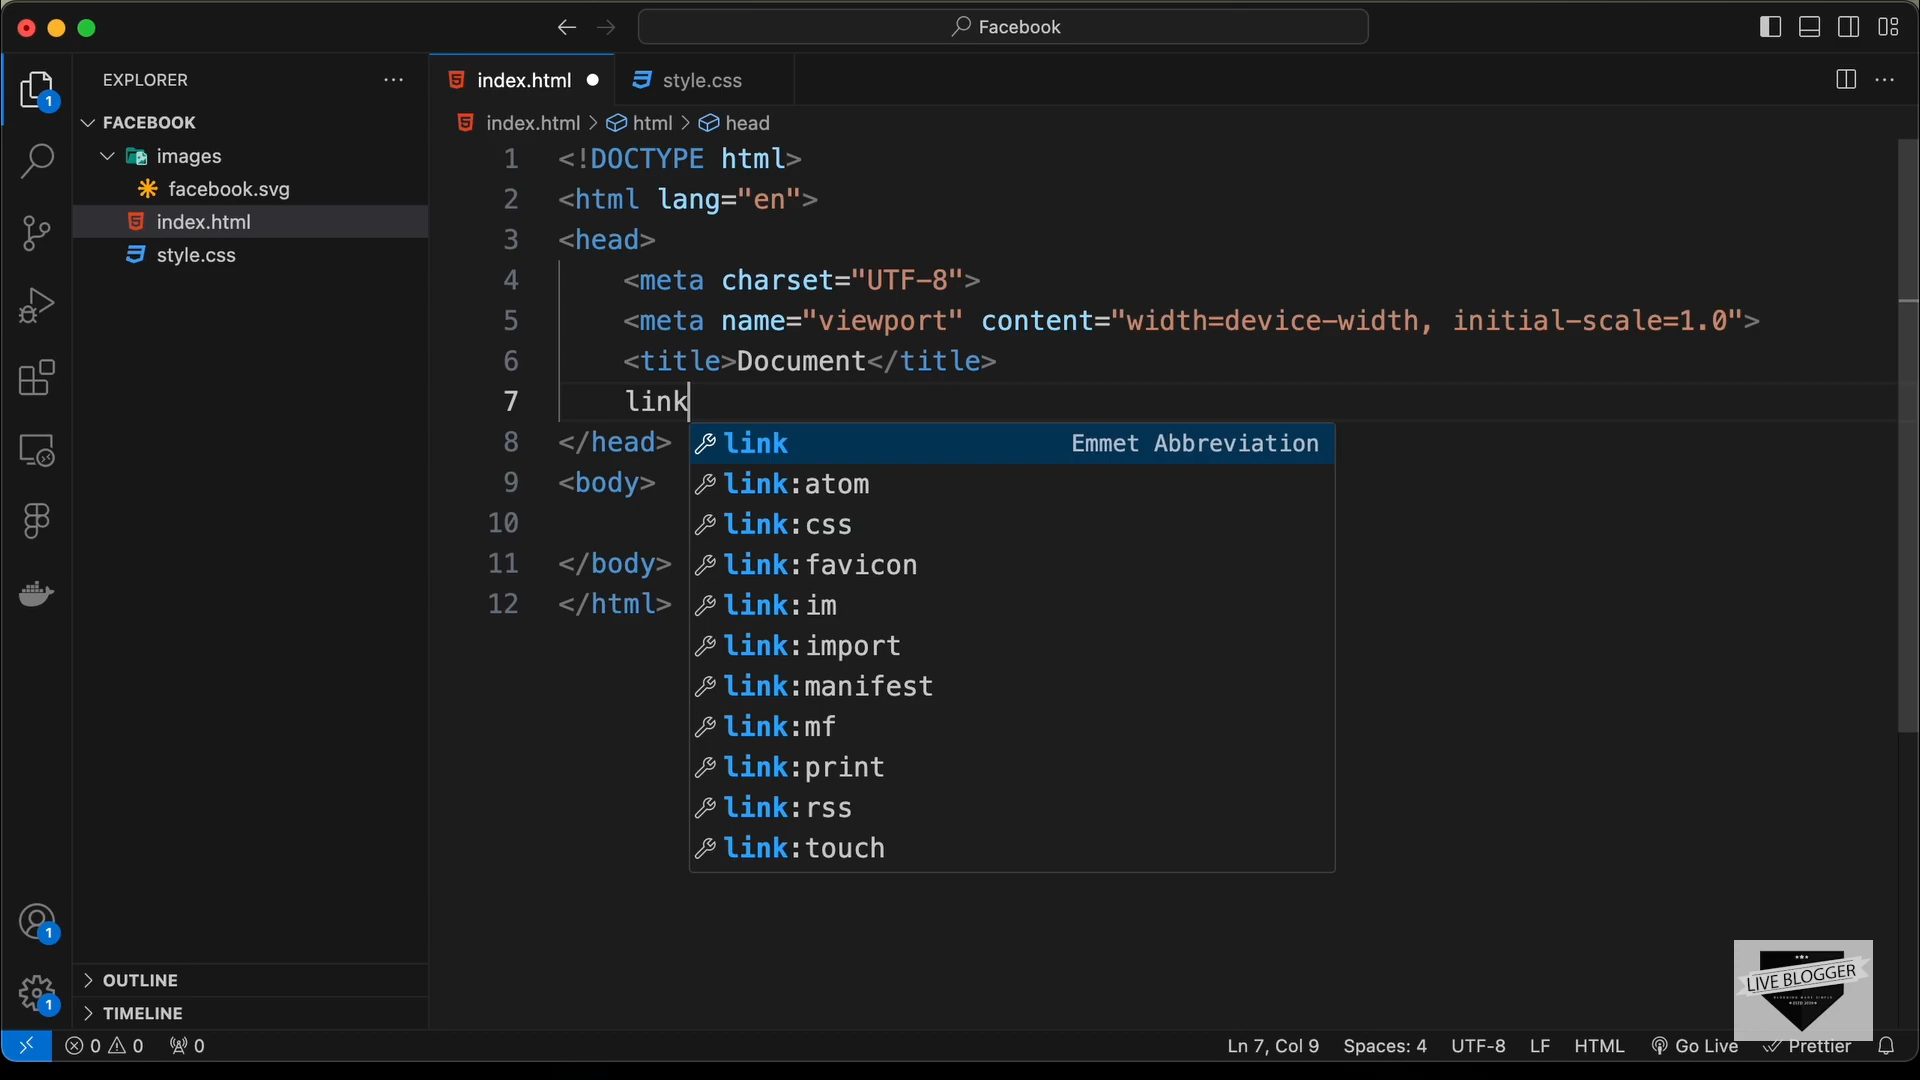 Facebook
EXPLORER
index.html
style.css
FACEBOOK
images
facebook.svg
index.html
style.css
index.html > html > head
1 <!DOCTYPE html>
2 <html lang="en">
3 <head>
4 <meta charset="UTF-8">
5 <meta name="viewport" content="width=device-width, initial-scale=1.0">
6 <title>Document</title>
7 link
8 </head>
9 <body>
10
11 </body>
12 </html>
link Emmet Abbreviation
link:atom
link:css
link:favicon
link:im
link:import
link:manifest
link:mf
link:print
link:rss
link:touch
1
1
1
OUTLINE
TIMELINE
LIVE BLOGGER
0 0 0
Ln 7, Col 9 Spaces: 4 UTF-8 LF HTML Go Live Prettier